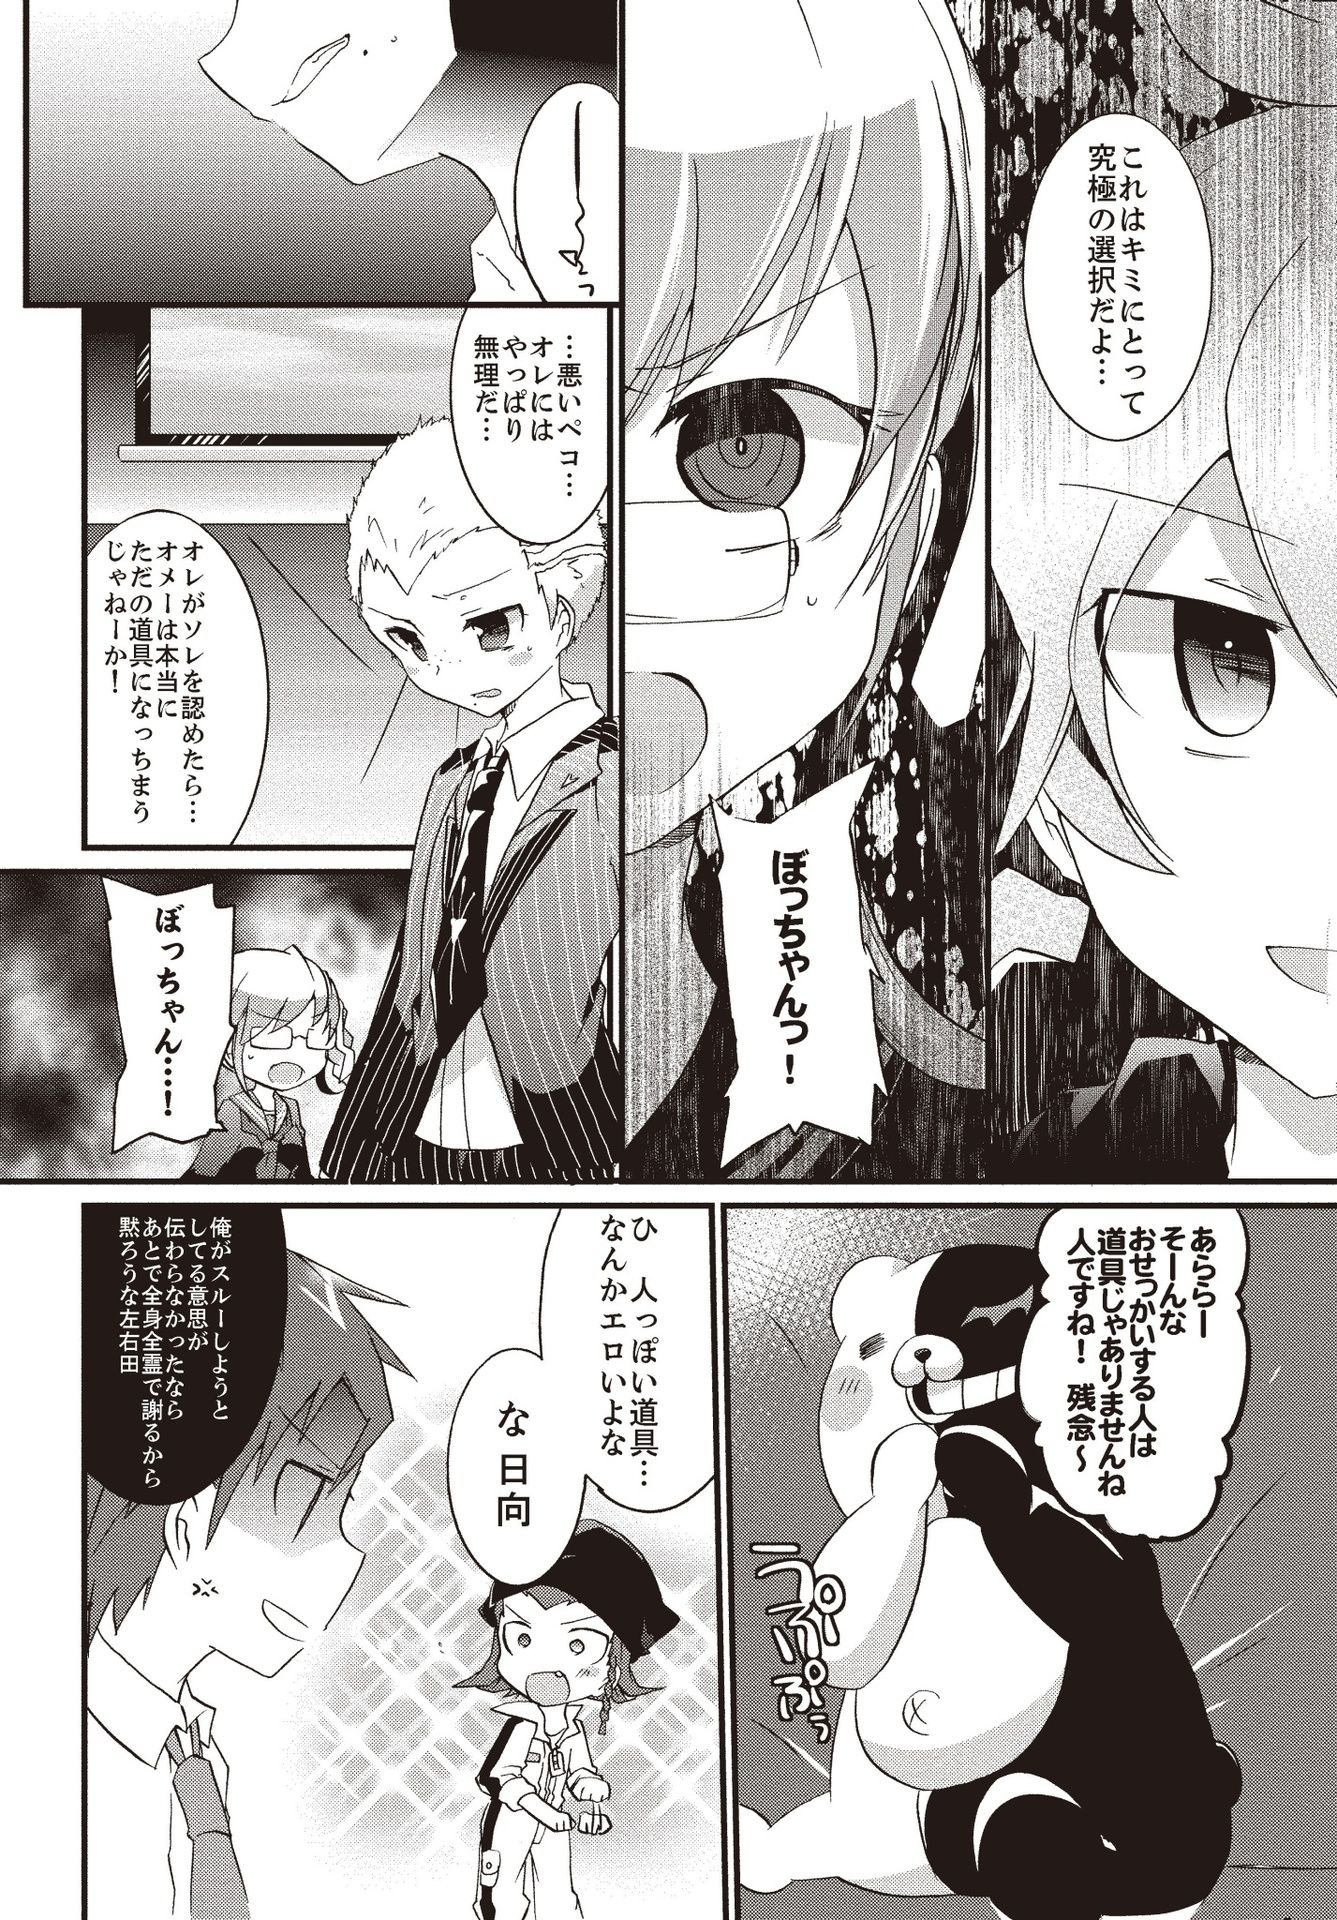 これはキミにとって
究極の選択だよ…
ぼっちゃんっ！
…悪いペコ…
オレには
やっぱり
無理だ…
オレがソレを認めたら…
オメーは本当に
ただの道具になっちまう
じゃねーか！
ぼっちゃん…！
あららー
そーんな
おせっかいする人は
道具じゃありませんね
人ですね！ 残念～
うぷぷぷぷぅ
ひ 人っぽい道具…
なんかエロいよな
な 日向
俺がスルーしようと
してる意思が
伝わらなかったなら
あとで全身全霊で謝るから
黙ろうな左右田